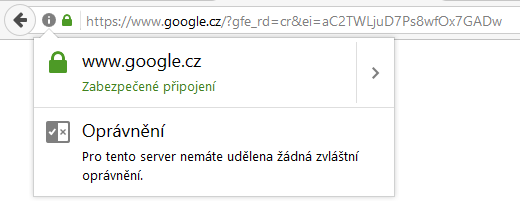 https://www.google.cz/?gfe_rd=cr&ei=aC2TWLjuD7Ps8wfOx7GADw
www.google.cz
Zabezpečené připojení
Oprávnění
Pro tento server nemáte udělena žádná zvláštní
oprávnění.